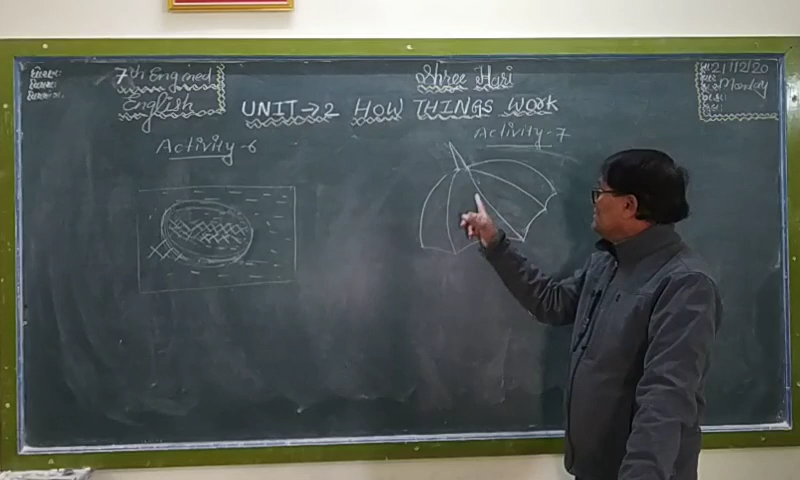 7th Eng med
English
Shree Hari
21/12/20
Monday
UNIT → 2 HOW THINGS WORK
Activity - 6
Activity - 7